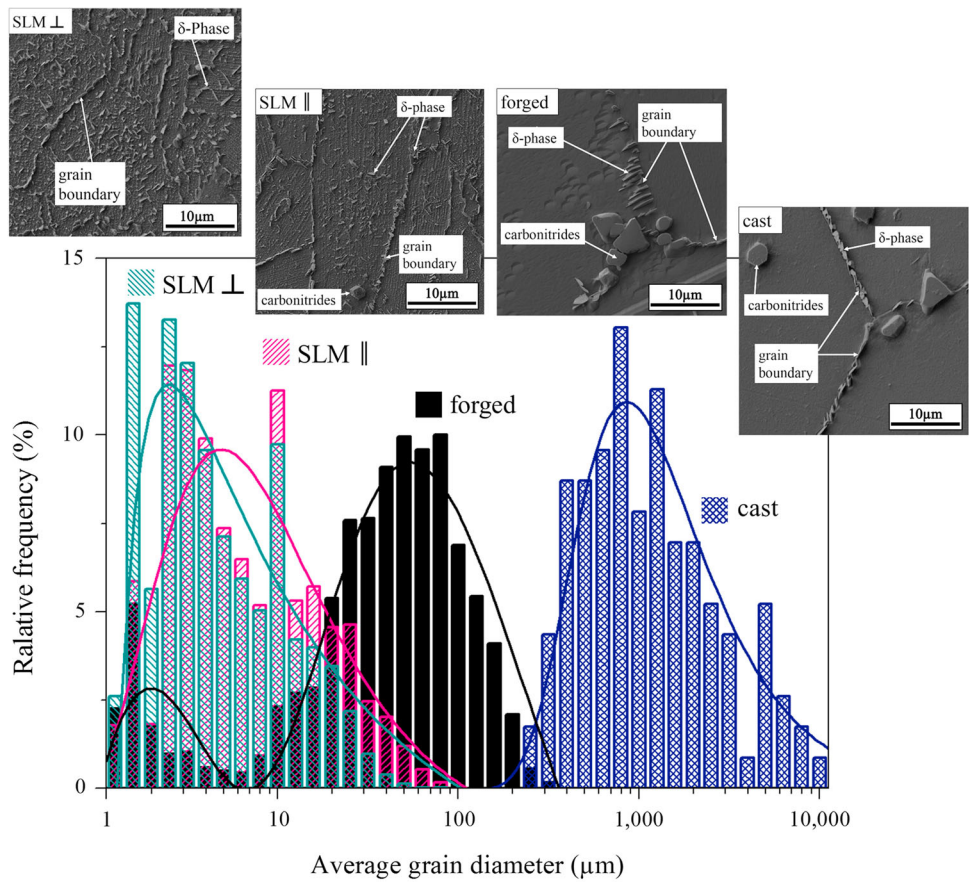 SLM ⊥
δ-Phase
grain
boundary
10µm
SLM ∥
δ-phase
grain
boundary
carbonitrides
10µm
forged
grain
boundary
δ-phase
carbonitrides
10µm
cast
δ-phase
carbonitrides
grain
boundary
10µm
SLM ⊥
SLM ∥
forged
cast
Ralative frequency (%)
15
10
5
0
1
10
100
1,000
10,000
Average grain diameter (µm)